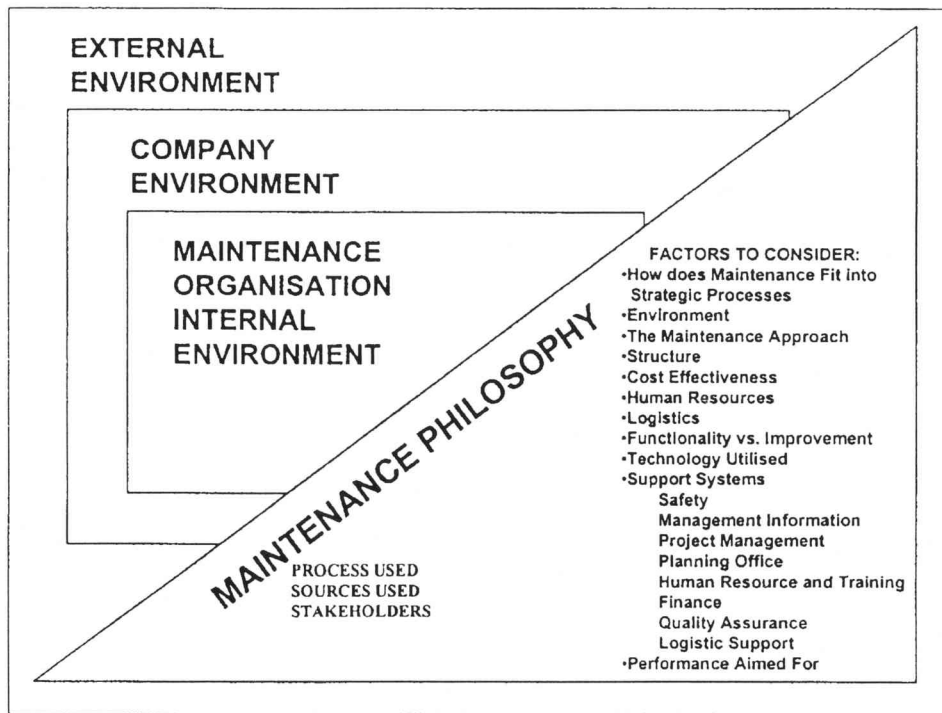 EXTERNAL
ENVIRONMENT
COMPANY
ENVIRONMENT
MAINTENANCE
ORGANISATION
INTERNAL
ENVIRONMENT
MAINTENANCE PHILOSOPHY
PROCESS USED
SOURCES USED
STAKEHOLDERS
FACTORS TO CONSIDER:
•How does Maintenance Fit into
Strategic Processes
•Environment
•The Maintenance Approach
•Structure
•Cost Effectiveness
•Human Resources
•Logistics
•Functionality vs. Improvement
•Technology Utilised
•Support Systems
Safety
Management Information
Project Management
Planning Office
Human Resource and Training
Finance
Quality Assurance
Logistic Support
•Performance Aimed For